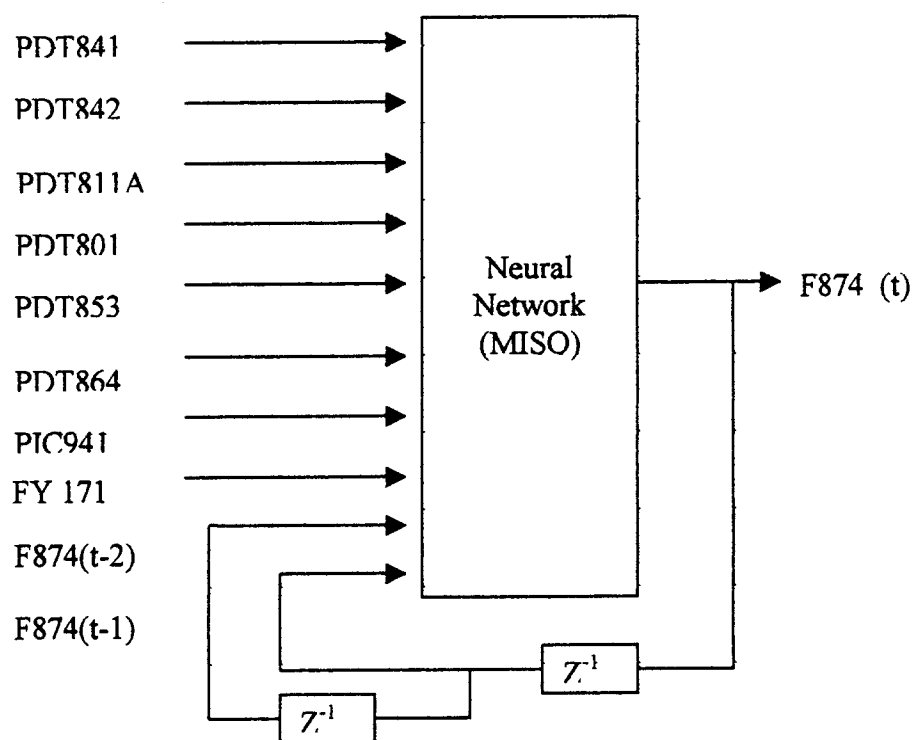 PDT841
PDT842
PDT811A
PDT801
PDT853
PDT864
PIC941
FY 171
F874(t-2)
F874(t-1)
Neural
Network
(MISO)
F874 (t)
Z⁻¹
Z⁻¹